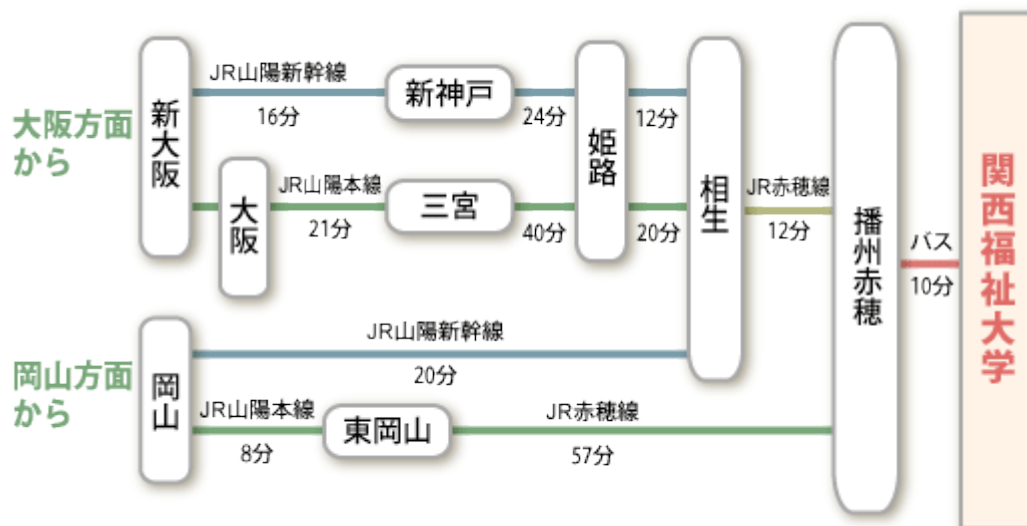 大阪方面
から
新大阪
JR山陽新幹線
16分
新神戸
24分
姫路
12分
大阪
JR山陽本線
21分
三宮
40分
20分
相生
JR赤穂線
12分
播州赤穂
バス
10分
関西福祉大学
岡山方面
から
岡山
JR山陽新幹線
20分
JR山陽本線
8分
東岡山
JR赤穂線
57分